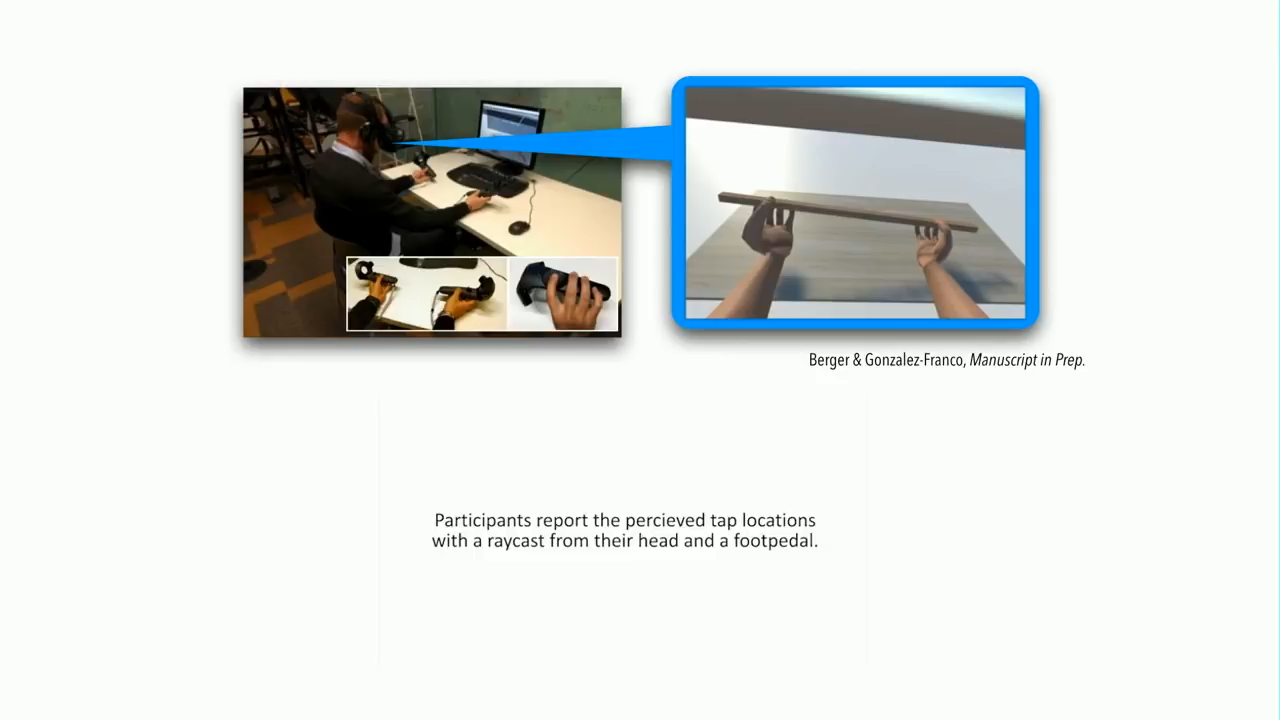 Berger & Gonzalez-Franco, Manuscript in Prep.
Participants report the percieved tap locations
with a raycast from their head and a footpedal.